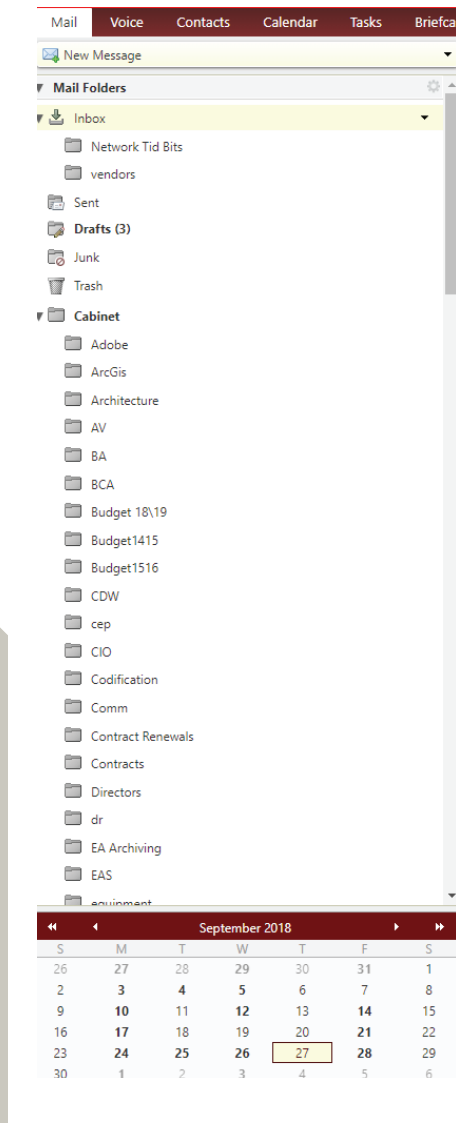 Mail Voice Contacts Calendar Tasks Briefca
New Message
Mail Folders
Inbox
Network Tid Bits
vendors
Sent
Drafts (3)
Junk
Trash
Cabinet
Adobe
ArcGis
Architecture
AV
BA
BCA
Budget 18\19
Budget1415
Budget1516
CDW
cep
CIO
Codification
Comm
Contract Renewals
Contracts
Directors
dr
EA Archiving
EAS
equipment
September 2018
S M T W T F S
26 27 28 29 30 31 1
2 3 4 5 6 7 8
9 10 11 12 13 14 15
16 17 18 19 20 21 22
23 24 25 26 27 28 29
30 1 2 3 4 5 6